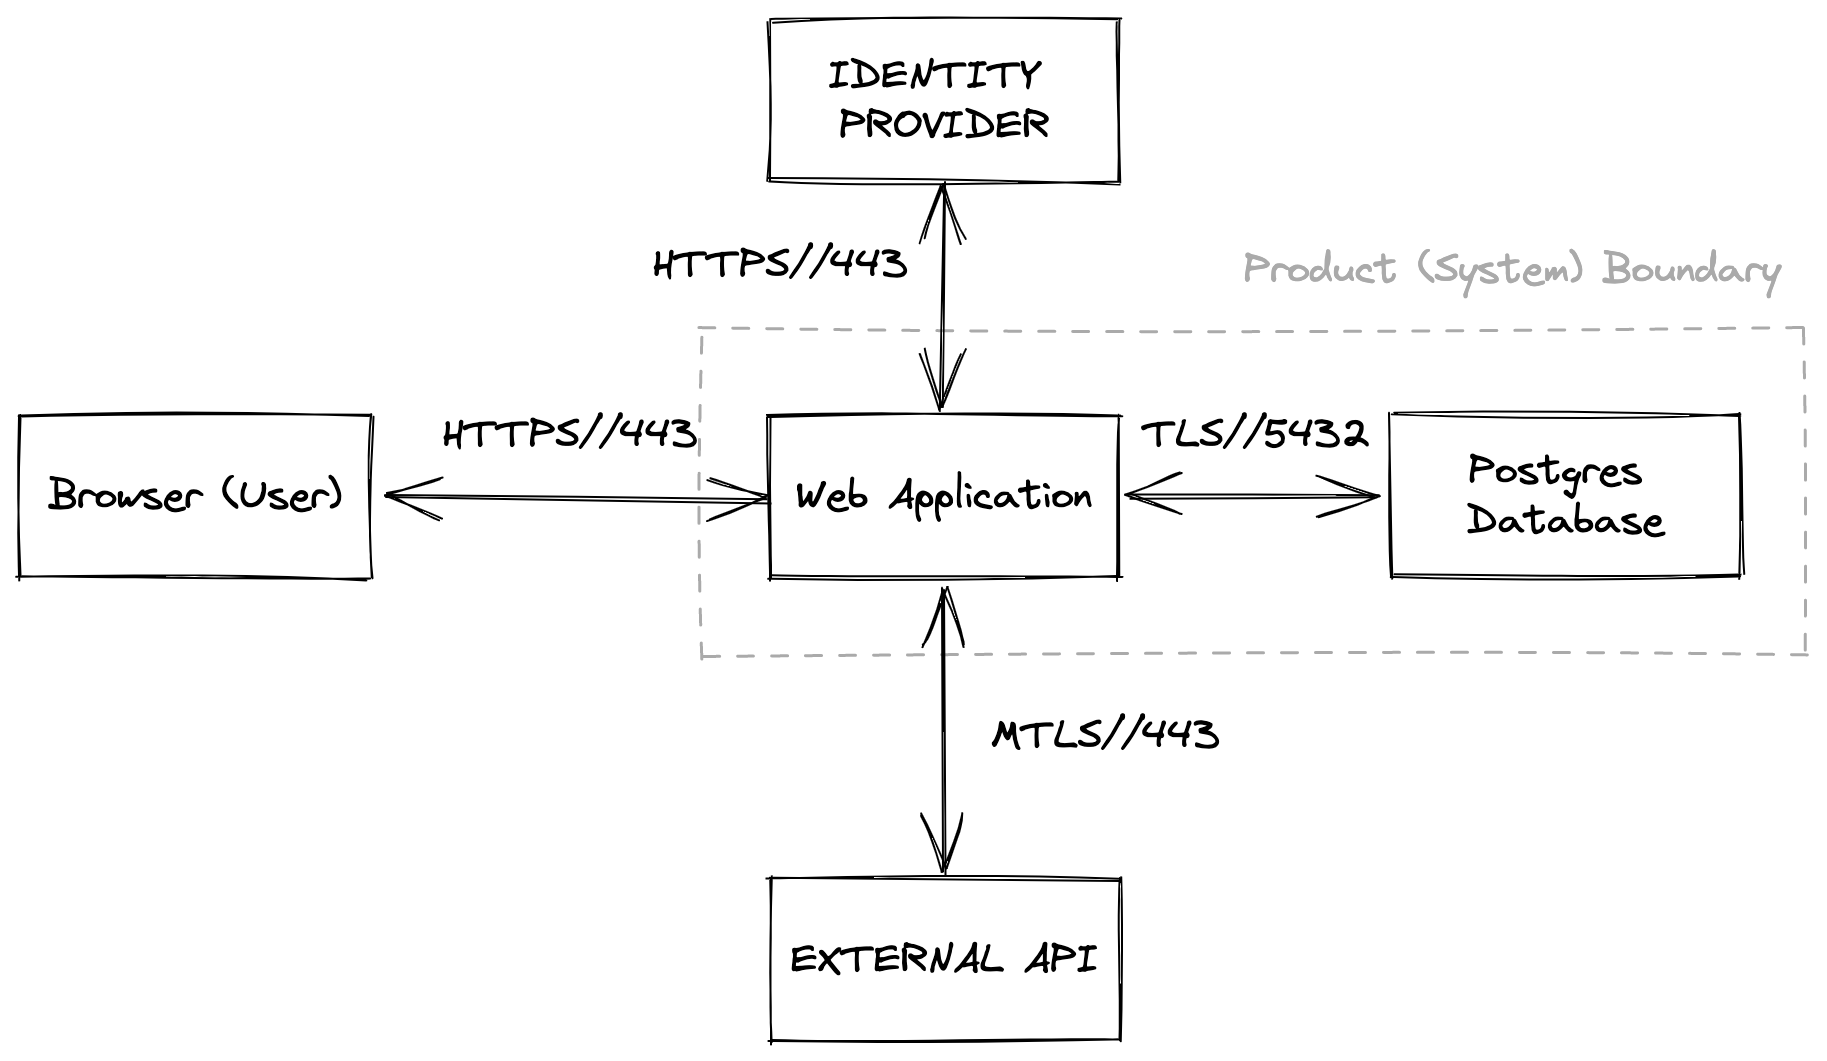 IDENTITY
PROVIDER
HTTPS//443
Product (System) Boundary
HTTPS//443
TLS//5432
Browser (User)
Web Application
Postgres
Database
MTLS//443
EXTERNAL API